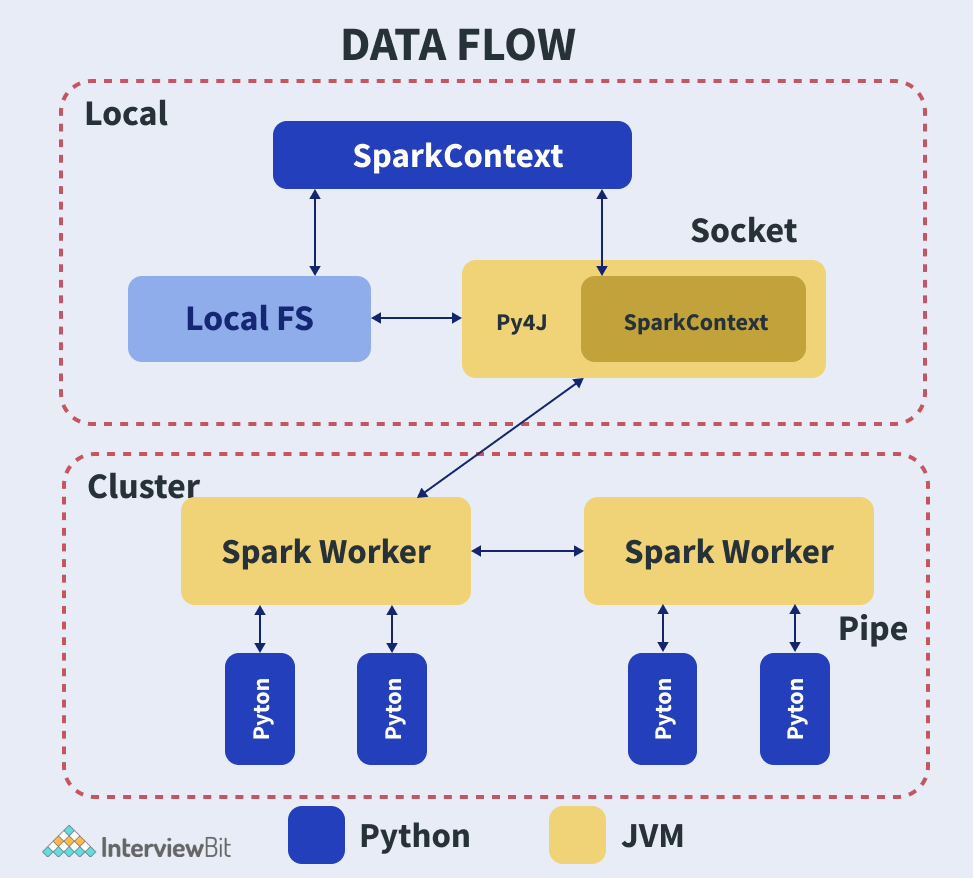 DATA FLOW
Local
SparkContext
Socket
Local FS
Py4J
SparkContext
Cluster
Spark Worker
Spark Worker
Pipe
Pyton
Pyton
Pyton
Pyton
InterviewBit
Python
JVM